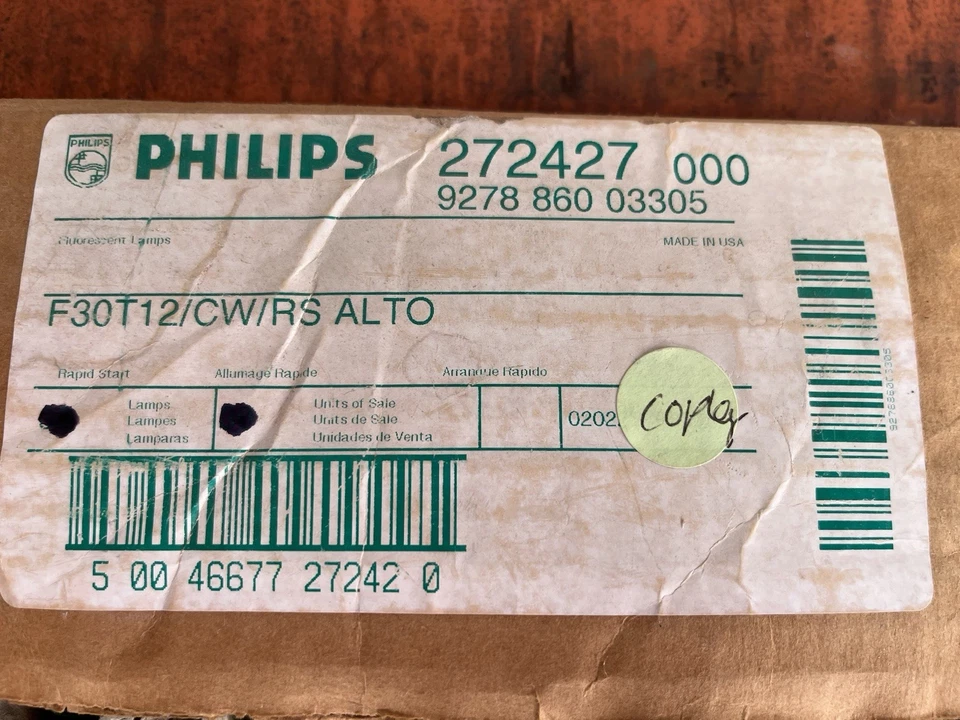 PHILIPS
PHILIPS 272427 000
9278 860 03305
Fluorescent Lamps MADE IN USA
F30T12/CW/RS ALTO
Rapid Start Allumage Rapide Arranque Rapido
Lamps Units of Sale
Lampes Units de Sale 0202
Lamparas Unidades de Venta
5 00 46677 27242 0
927886003305